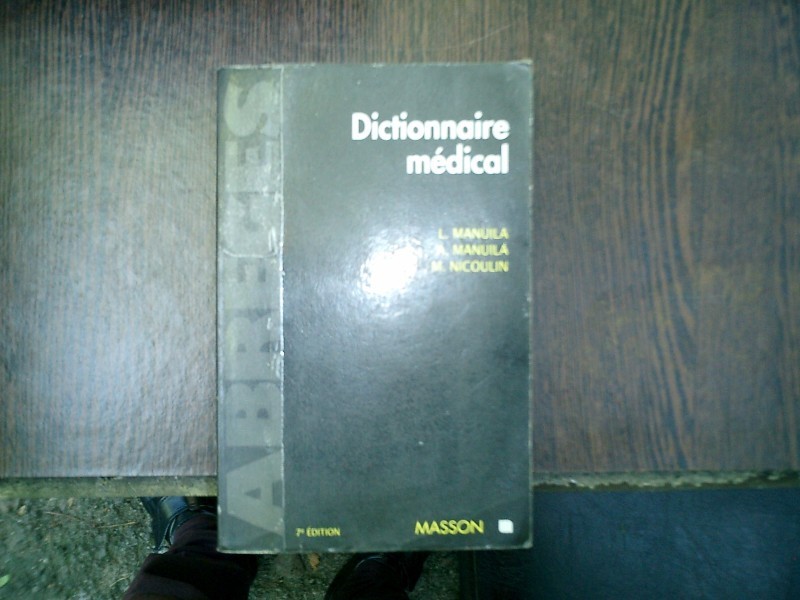 ABRÉGÉS
Dictionnaire
médical
L. MANUILA
A. MANUILA
M. NICOULIN
7e ÉDITION
MASSON